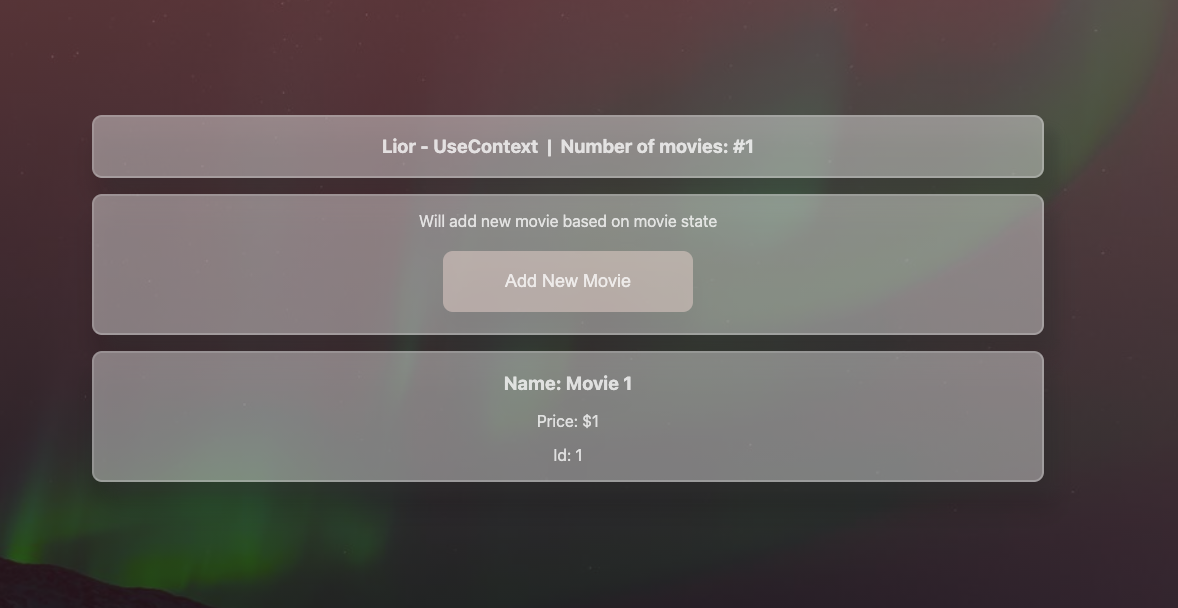 Lior - UseContext | Number of movies: #1
Will add new movie based on movie state
Add New Movie
Name: Movie 1
Price: $1
Id: 1